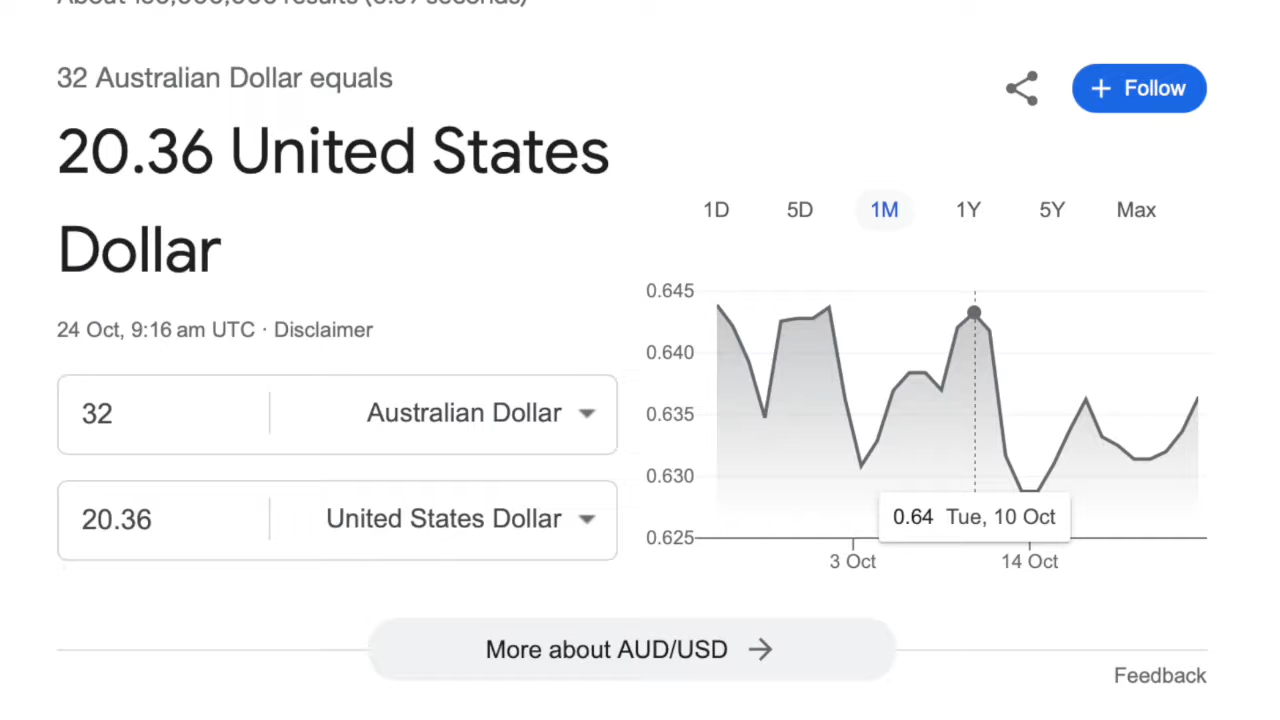 32 Australian Dollar equals
20.36 United States
Dollar
24 Oct, 9:16 am UTC · Disclaimer
32 Australian Dollar
20.36 United States Dollar
+ Follow
1D 5D 1M 1Y 5Y Max
0.645
0.640
0.635
0.630
0.625
0.64 Tue, 10 Oct
3 Oct 14 Oct
More about AUD/USD →
Feedback